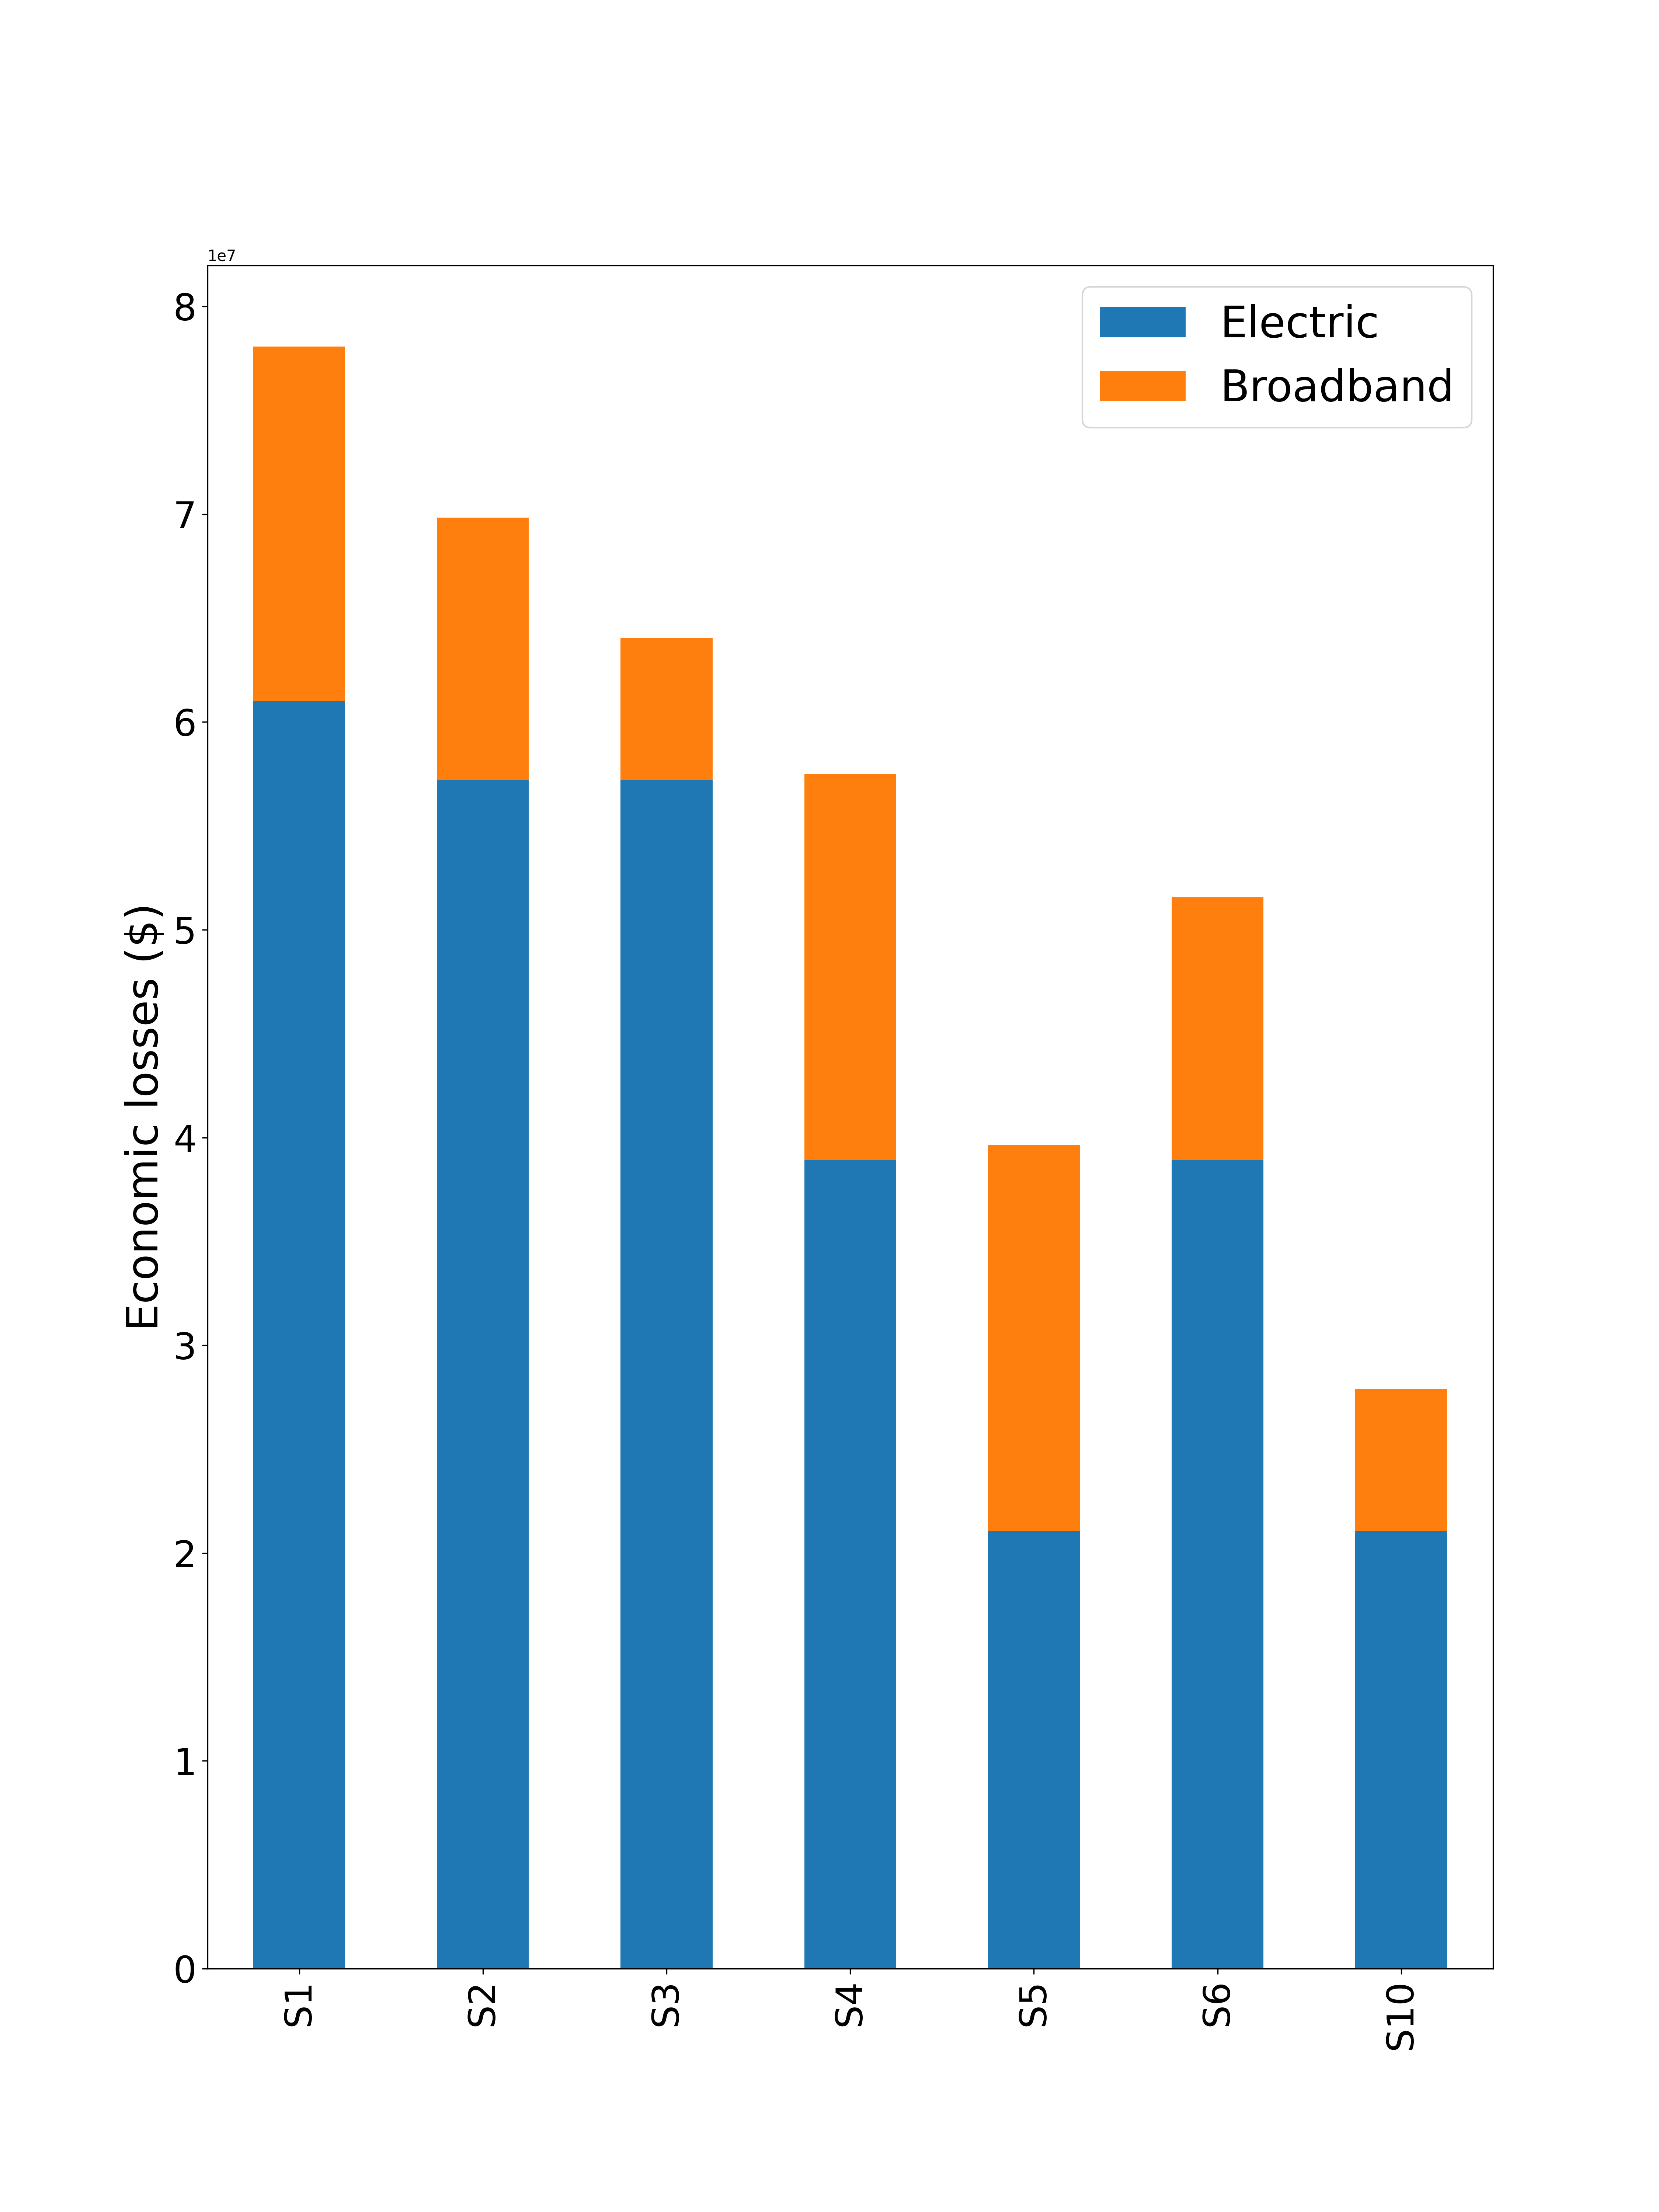 1e7
Electric
Broadband
8
7
6
5
4
3
2
1
0
Economic losses ($)
S1
S2
S3
S4
S5
S6
S10